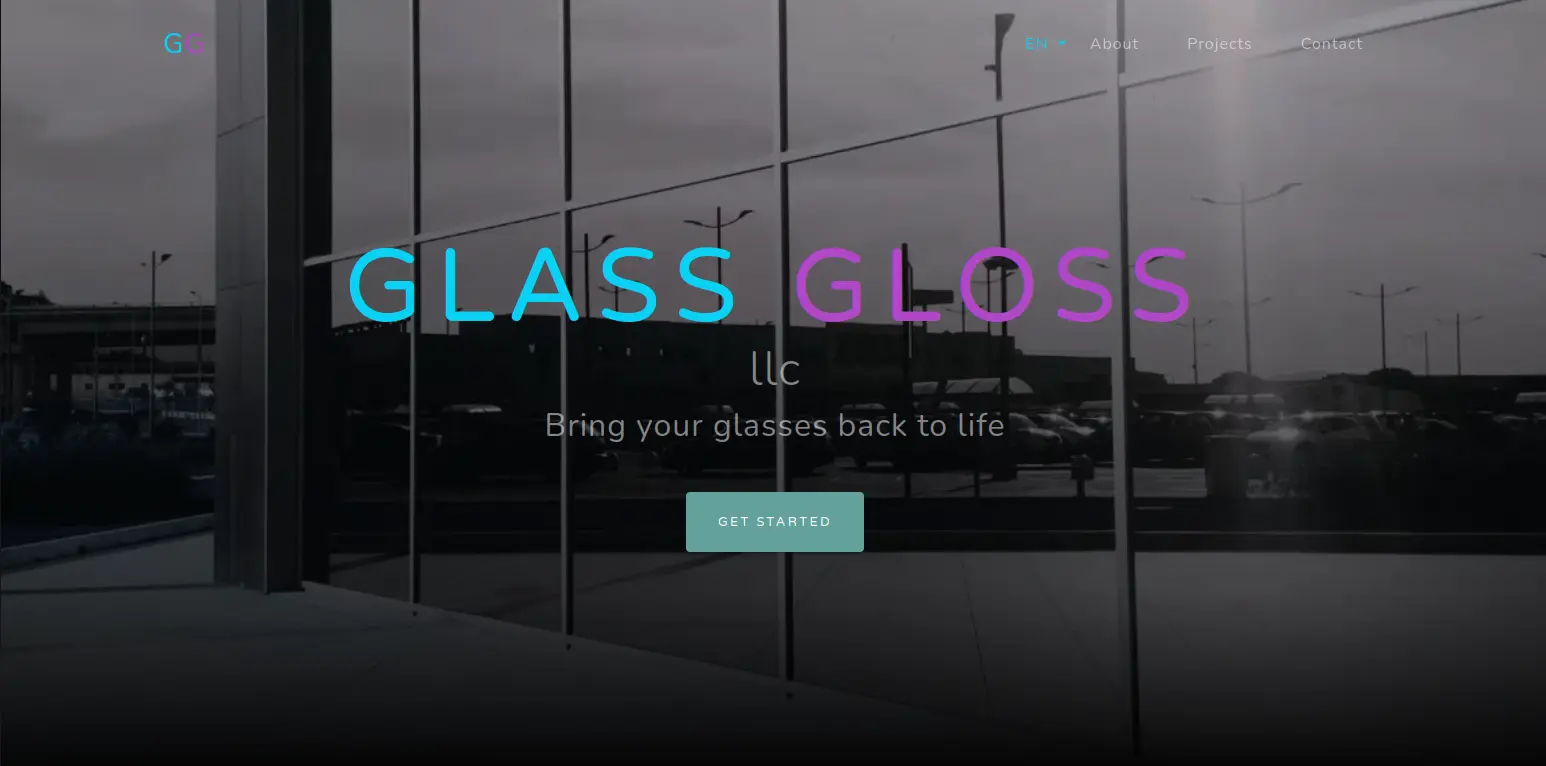 GG
EN About Projects Contact
GLASS GLOSS
llc
Bring your glasses back to life
GET STARTED